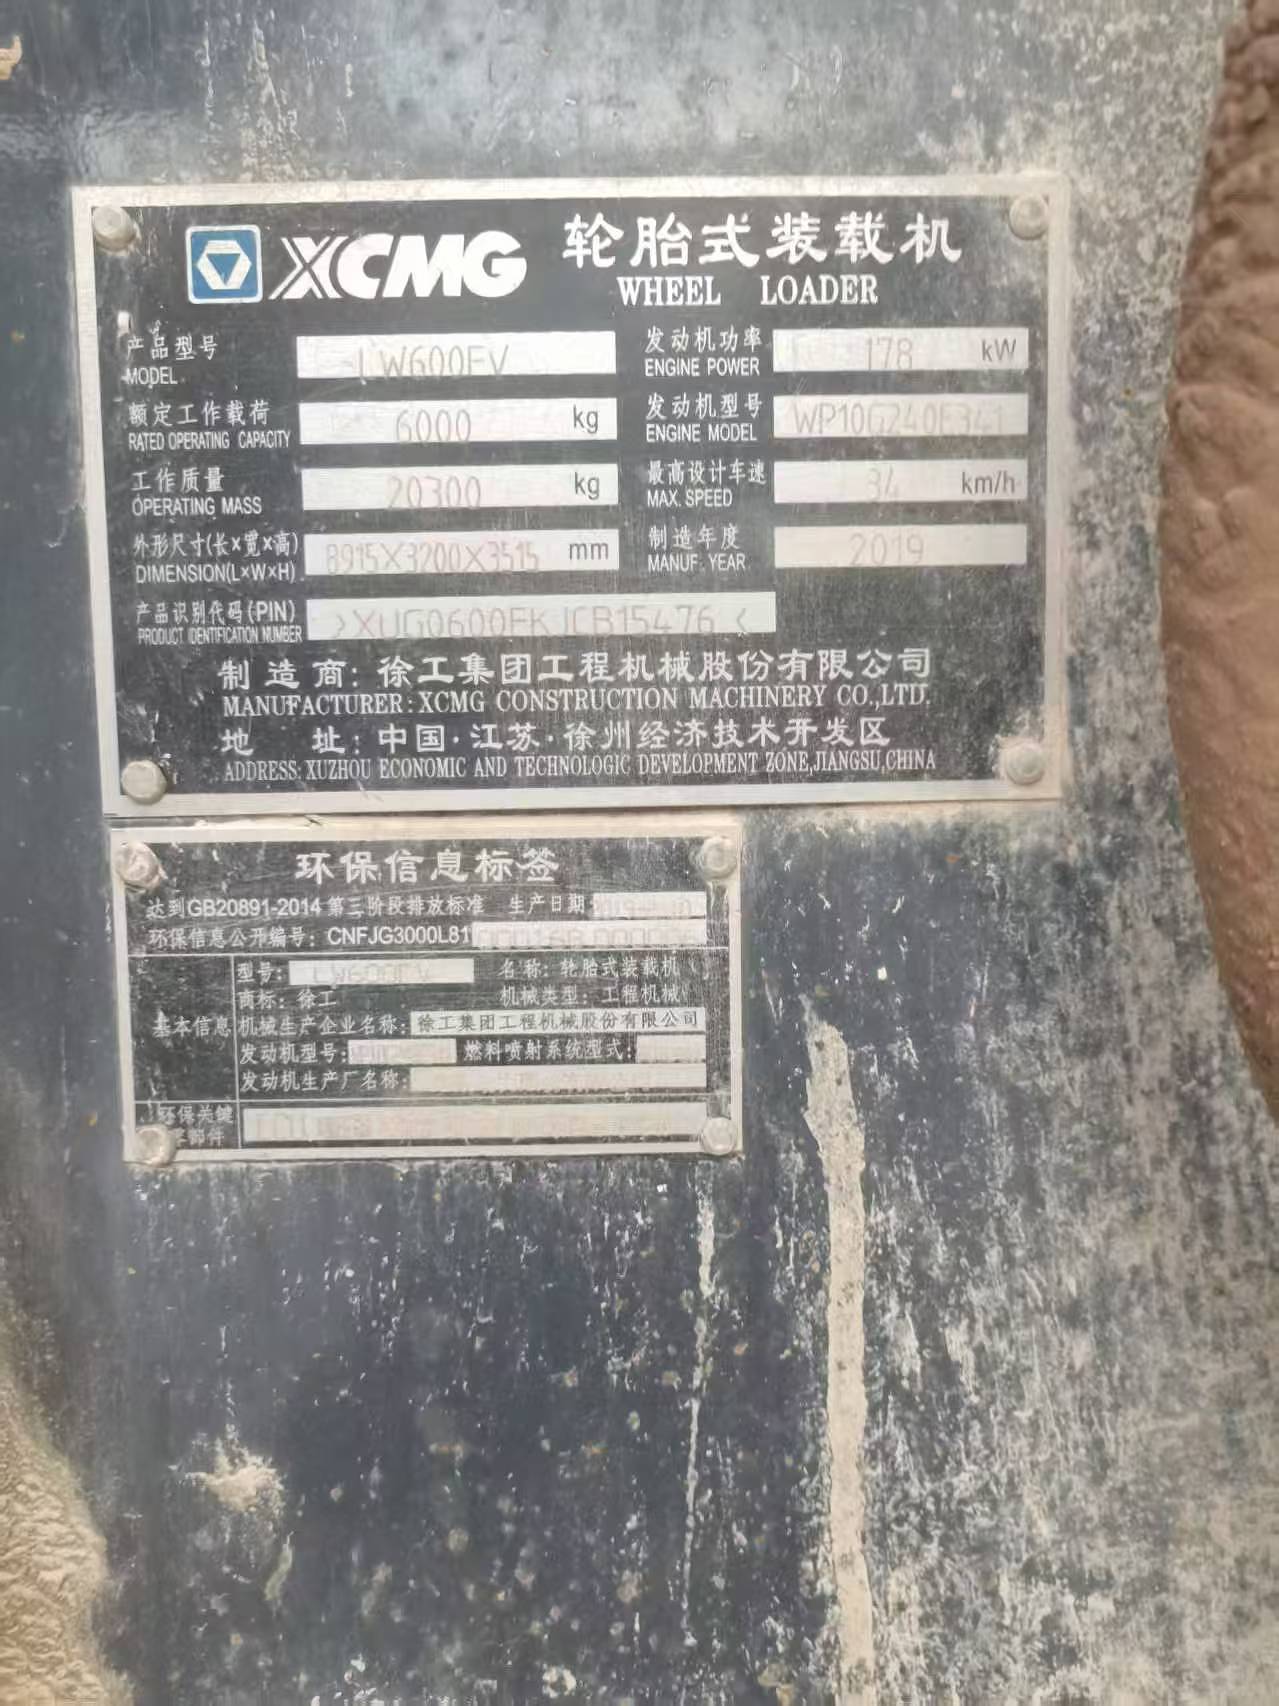 XCMG 轮胎式装载机
WHEEL LOADER
产品型号 LW600FV 发动机功率 178 kW
MODEL ENGINE POWER
额定工作载荷 6000 kg 发动机型号 WP10G240E341
RATED OPERATING CAPACITY ENGINE MODEL
工作质量 20300 kg 最高设计车速 34 km/h
OPERATING MASS MAX. SPEED
外形尺寸(长×宽×高) 8915X3200X3515 mm 制造年度 2019
DIMENSION(L×W×H) MANUF. YEAR
产品识别代码(PIN) >XUG0600FKJCB15476<
PRODUCT IDENTIFICATION NUMBER
制造商:徐工集团工程机械股份有限公司
MANUFACTURER:XCMG CONSTRUCTION MACHINERY CO.,LTD.
地 址:中国·江苏·徐州经济技术开发区
ADDRESS:XUZHOU ECONOMIC AND TECHNOLOGIC DEVELOPMENT ZONE,JIANGSU,CHINA
环保信息标签
达到GB20891-2014第三阶段排放标准 生产日期
环保信息公开编号:CNFJG3000L81
型号:LW600FV 名称:轮胎式装载机
商标:徐工 机械类型:工程机械
基本信息 机械生产企业名称:徐工集团工程机械股份有限公司
发动机型号: 燃料喷射系统型式:
发动机生产厂名称:
环保关键
零部件